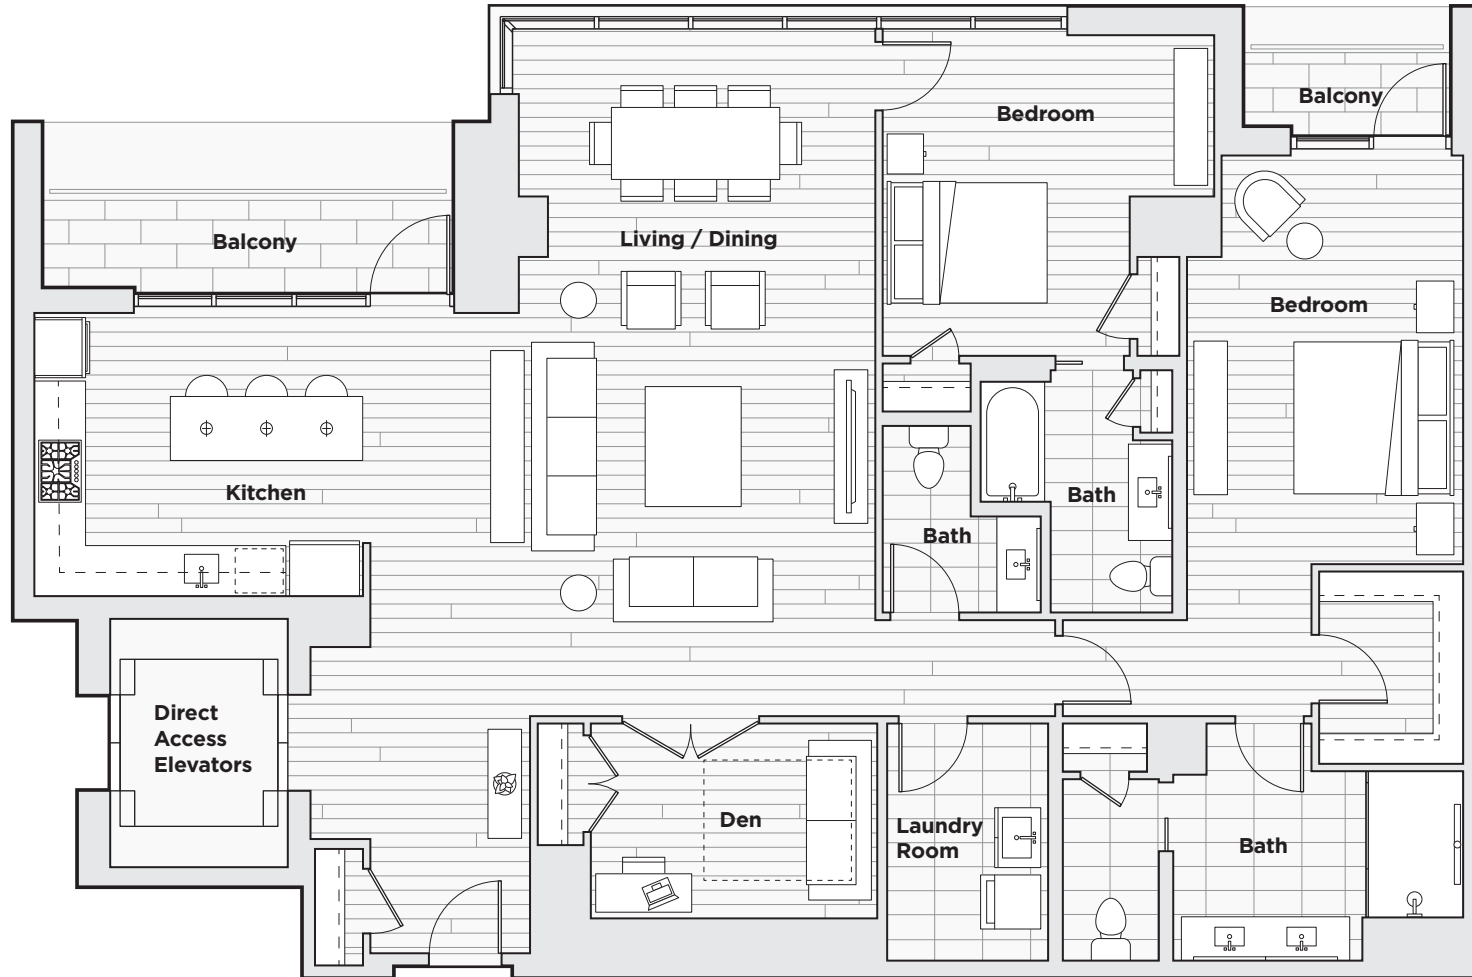 Balcony
Bedroom
Balcony
Living / Dining
Bedroom
Kitchen
Bath
Bath
Direct
Access
Elevators
Den
Laundry
Room
Bath